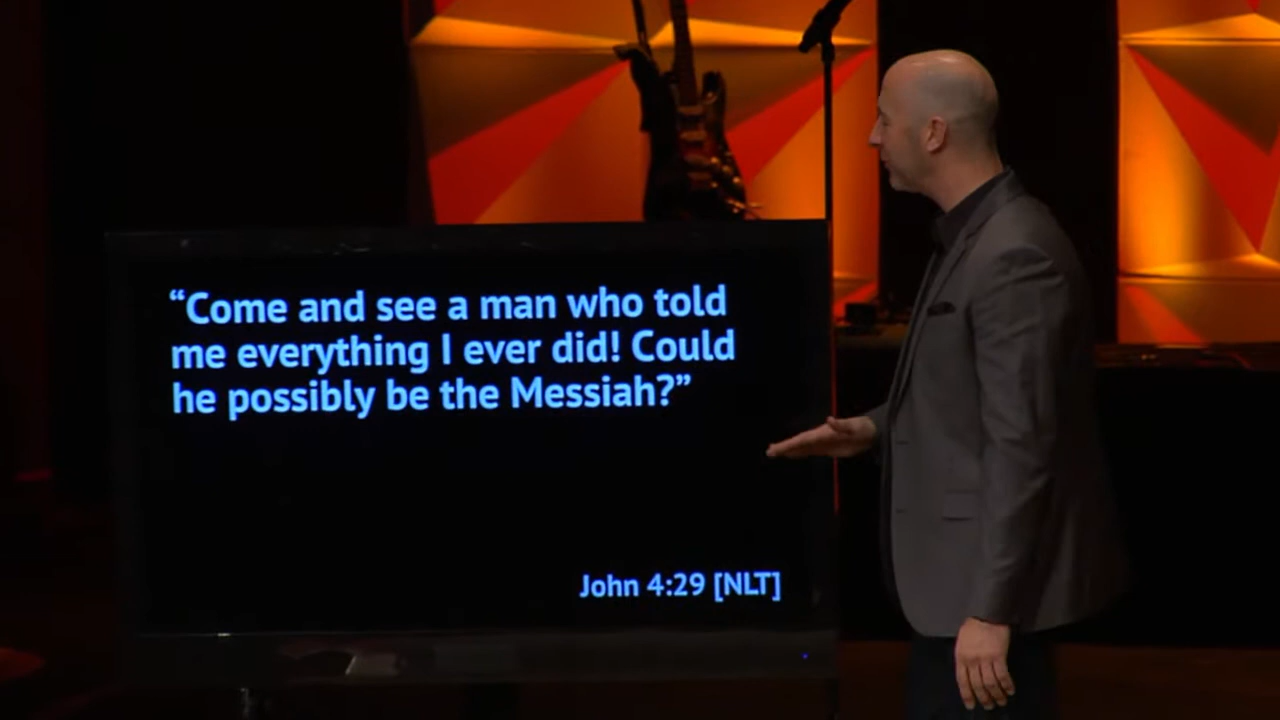 “Come and see a man who told
me everything I ever did! Could
he possibly be the Messiah?”
John 4:29 [NLT]